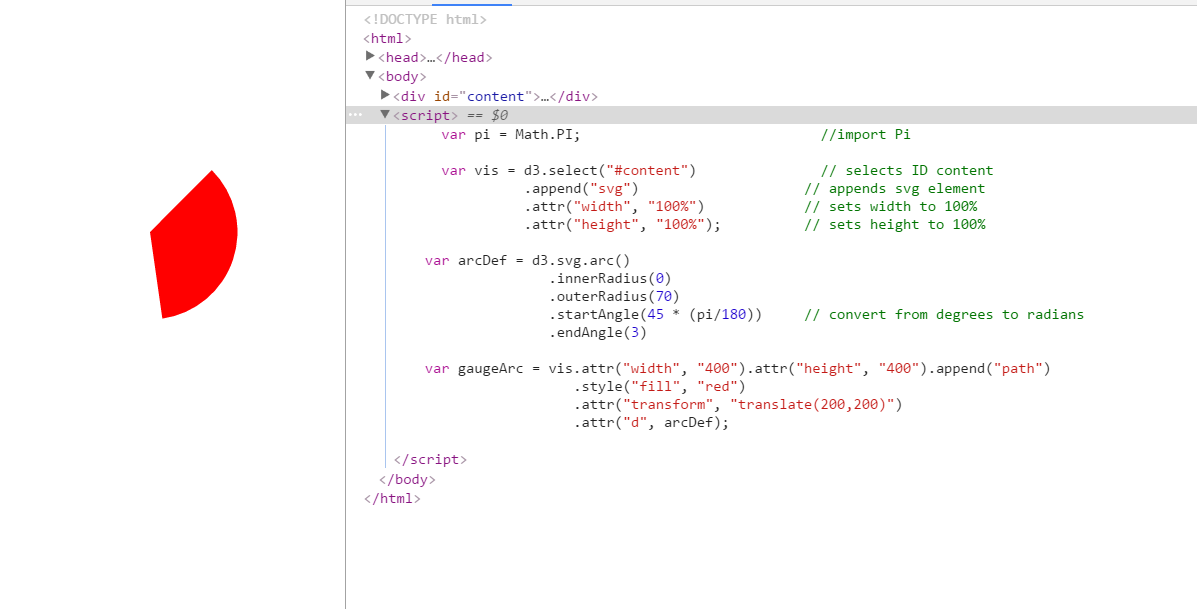 <!DOCTYPE html>
<html>
▶<head>…</head>
▼<body>
▶<div id="content">…</div>
… ▼<script> == $0
var pi = Math.PI; //import Pi
var vis = d3.select("#content") // selects ID content
.append("svg") // appends svg element
.attr("width", "100%") // sets width to 100%
.attr("height", "100%"); // sets height to 100%
var arcDef = d3.svg.arc()
.innerRadius(0)
.outerRadius(70)
.startAngle(45 * (pi/180)) // convert from degrees to radians
.endAngle(3)
var gaugeArc = vis.attr("width", "400").attr("height", "400").append("path")
.style("fill", "red")
.attr("transform", "translate(200,200)")
.attr("d", arcDef);
</script>
</body>
</html>